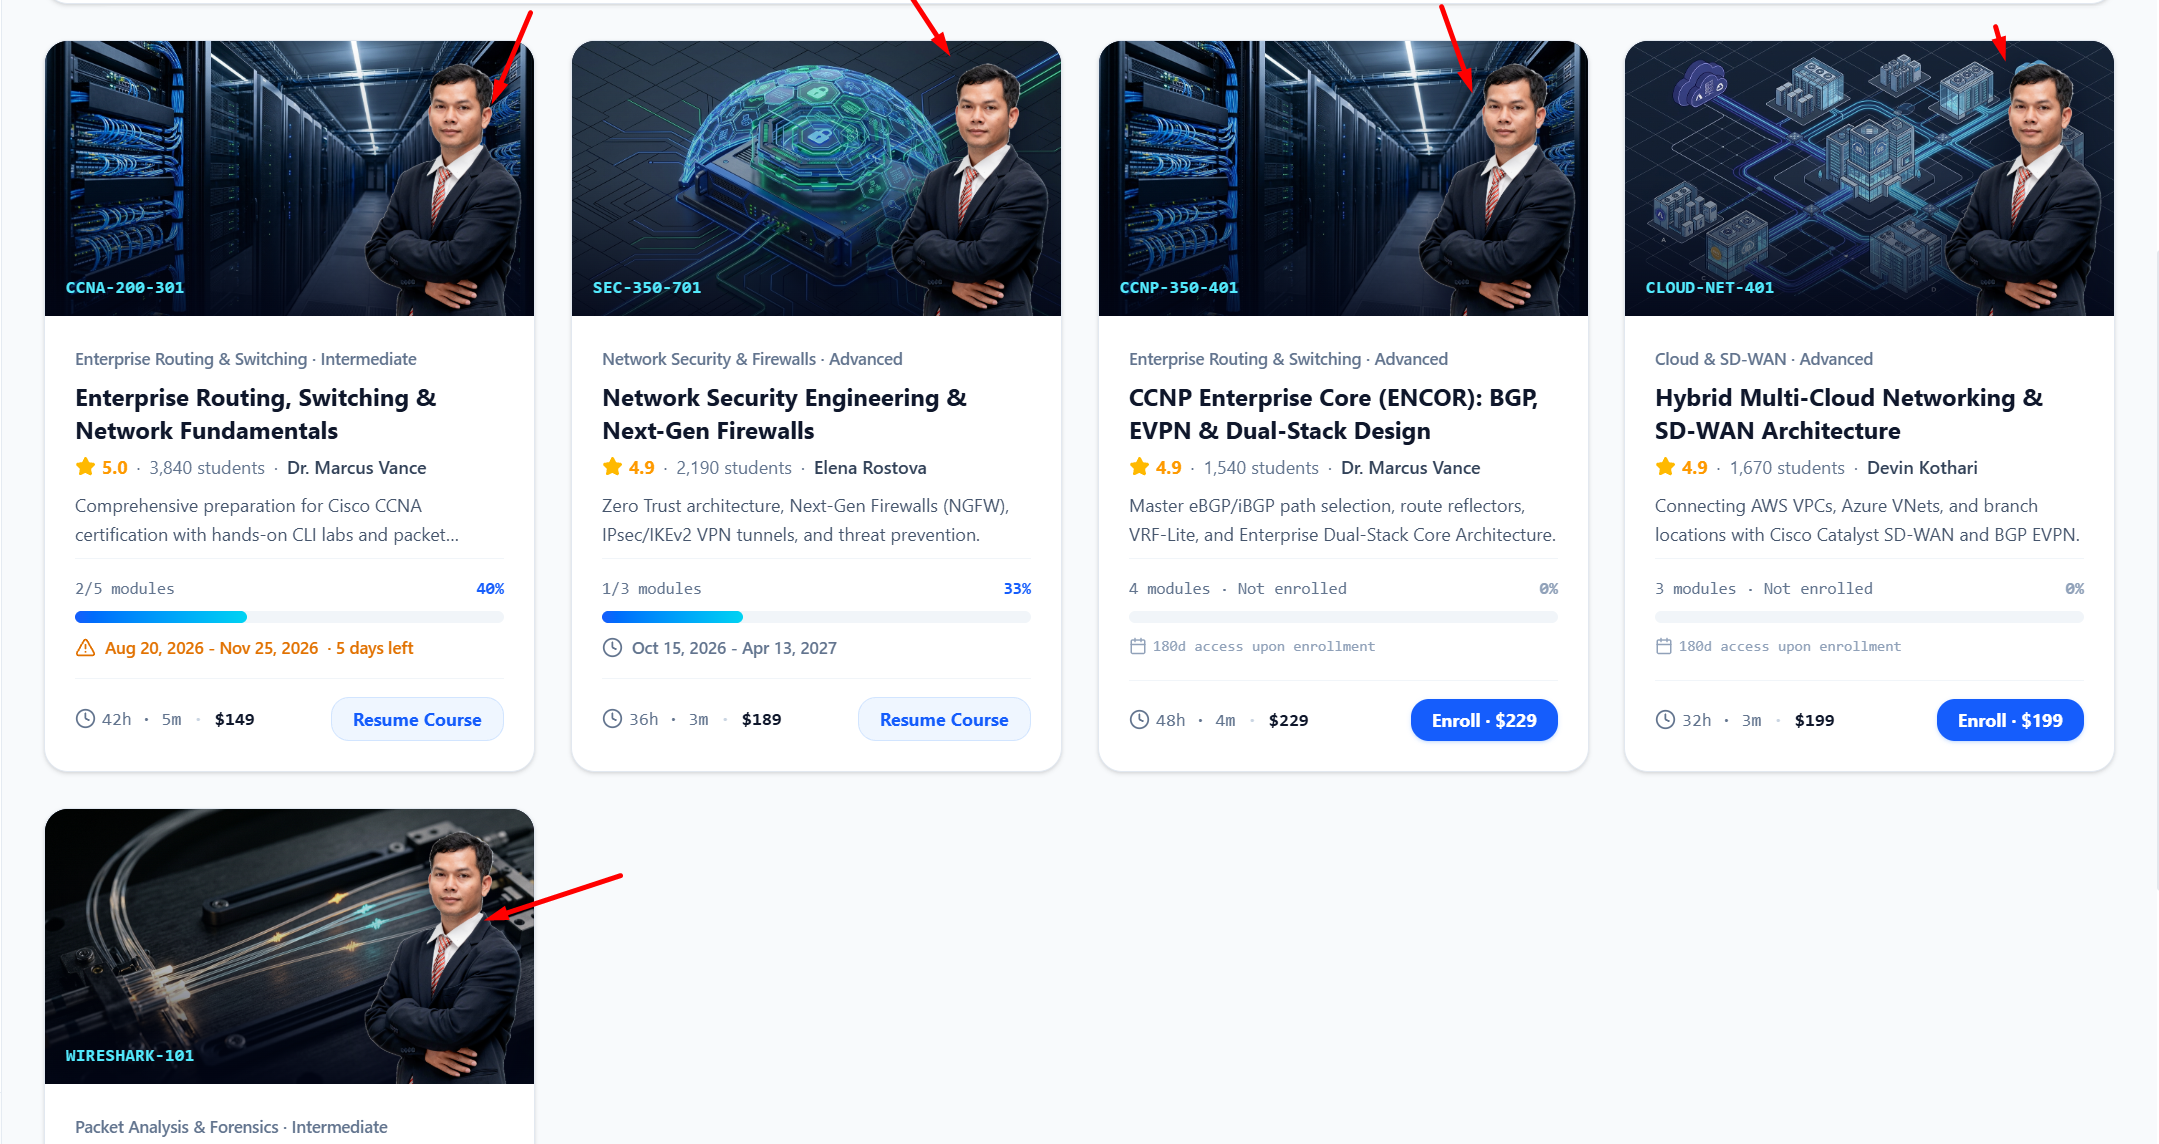 CCNA-200-301
Enterprise Routing & Switching · Intermediate
Enterprise Routing, Switching &
Network Fundamentals
5.0 · 3,840 students · Dr. Marcus Vance
Comprehensive preparation for Cisco CCNA
certification with hands-on CLI labs and packet...
2/5 modules 40%
Aug 20, 2026 - Nov 25, 2026 · 5 days left
42h · 5m · $149 Resume Course
SEC-350-701
Network Security & Firewalls · Advanced
Network Security Engineering &
Next-Gen Firewalls
4.9 · 2,190 students · Elena Rostova
Zero Trust architecture, Next-Gen Firewalls (NGFW),
IPsec/IKEv2 VPN tunnels, and threat prevention.
1/3 modules 33%
Oct 15, 2026 - Apr 13, 2027
36h · 3m · $189 Resume Course
CCNP-350-401
Enterprise Routing & Switching · Advanced
CCNP Enterprise Core (ENCOR): BGP,
EVPN & Dual-Stack Design
4.9 · 1,540 students · Dr. Marcus Vance
Master eBGP/iBGP path selection, route reflectors,
VRF-Lite, and Enterprise Dual-Stack Core Architecture.
4 modules · Not enrolled 0%
180d access upon enrollment
48h · 4m · $229 Enroll · $229
CLOUD-NET-401
Cloud & SD-WAN · Advanced
Hybrid Multi-Cloud Networking &
SD-WAN Architecture
4.9 · 1,670 students · Devin Kothari
Connecting AWS VPCs, Azure VNets, and branch
locations with Cisco Catalyst SD-WAN and BGP EVPN.
3 modules · Not enrolled 0%
180d access upon enrollment
32h · 3m · $199 Enroll · $199
WIRESHARK-101
Packet Analysis & Forensics · Intermediate